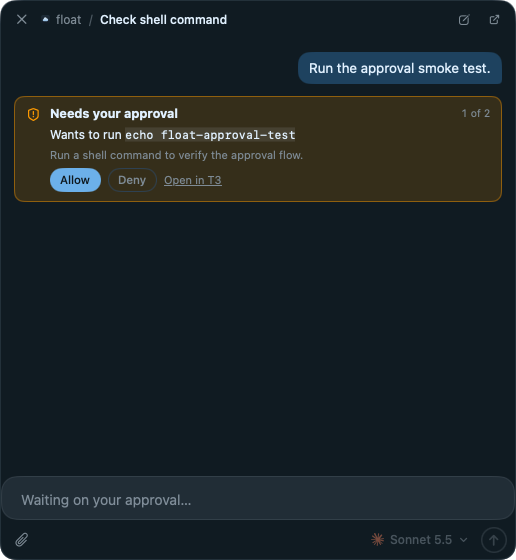 float / Check shell command
Run the approval smoke test.
Needs your approval
1 of 2
Wants to run echo float-approval-test
Run a shell command to verify the approval flow.
Allow Deny Open in T3
Waiting on your approval...
Sonnet 5.5